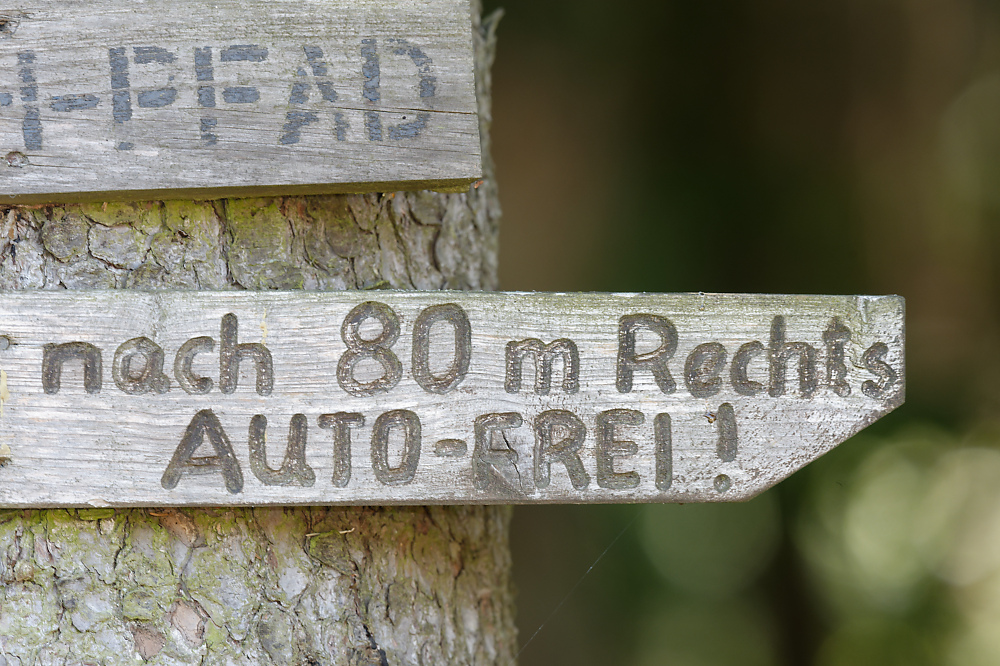 -PFAD
nach 80 m Rechts
AUTO-FREI!